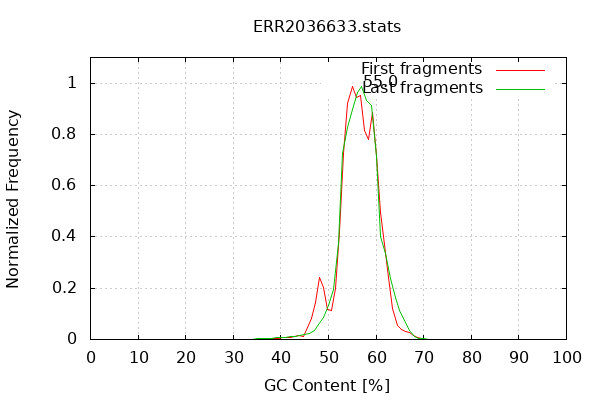 ERR2036633.stats
First fragments
55.0
Last fragments
Normalized Frequency
1
0.8
0.6
0.4
0.2
0
0 10 20 30 40 50 60 70 80 90 100
GC Content [%]